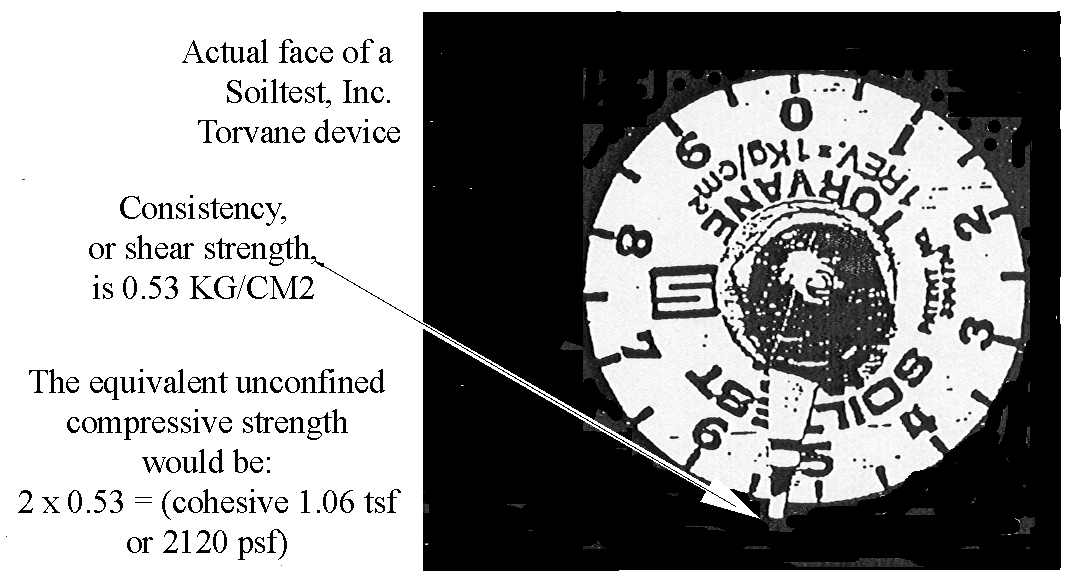 Actual face of a
Soiltest, Inc.
Torvane device
Consistency,
or shear strength,
is 0.53 KG/CM2
The equivalent unconfined
compressive strength
would be:
2 x 0.53 = (cohesive 1.06 tsf
or 2120 psf)
0
1
2
3
4
5
6
7
8
9
1 REV. = 1 Kg/cm2
TORVANE
SOILTEST
PATENT NO.